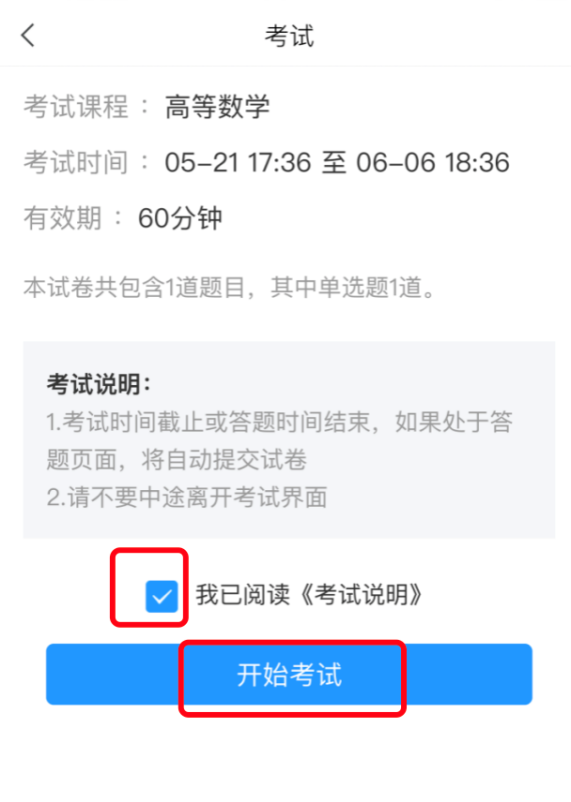 考试
考试课程 ： 高等数学
考试时间 ： 05-21 17:36 至 06-06 18:36
有效期 ： 60分钟
本试卷共包含1道题目，其中单选题1道。
考试说明：
1.考试时间截止或答题时间结束，如果处于答
题页面，将自动提交试卷
2.请不要中途离开考试界面
我已阅读《考试说明》
开始考试